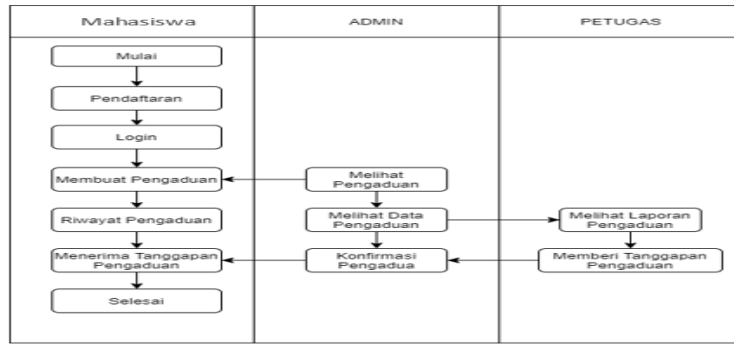 Mahasiswa
ADMIN
PETUGAS
Mulai
Pendaftaran
Login
Membuat Pengaduan
Melihat
Pengaduan
Riwayat Pengaduan
Melihat Data
Pengaduan
Melihat Laporan
Pengaduan
Menerima Tanggapan
Pengaduan
Konfirmasi
Pengadua
Memberi Tanggapan
Pengaduan
Selesai